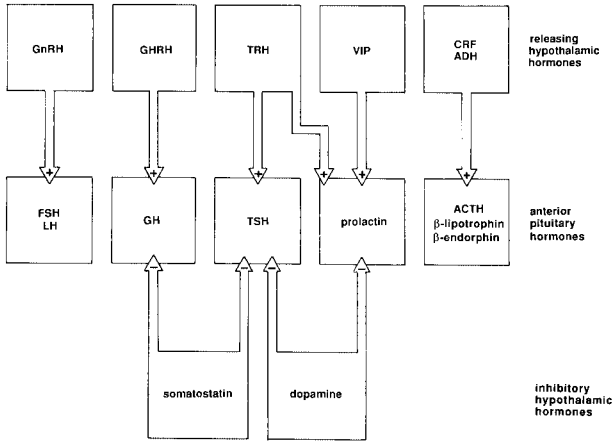 GnRH
GHRH
TRH
VIP
CRF
ADH
releasing
hypothalamic
hormones
+
+
+
+
+
+
FSH
LH
GH
TSH
prolactin
ACTH
β-lipotrophin
β-endorphin
anterior
pituitary
hormones
−
−
−
−
somatostatin
dopamine
inhibitory
hypothalamic
hormones